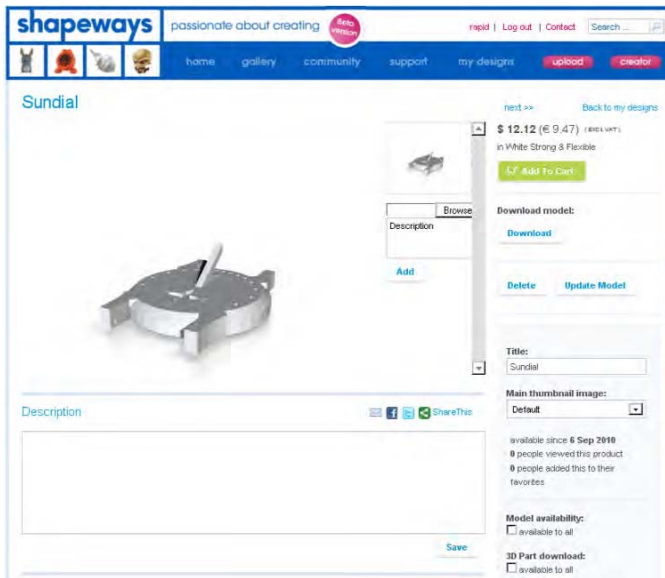 shapeways
passionate about creating
Beta version
rapid | Log out | Contact
Search ...
home gallery community support my designs upload creator
Sundial
next >> Back to my designs
$ 12.12 (€ 9.47) (EXCL VAT)
in White Strong & Flexible
Add To Cart
Browse
Description
Add
Download model:
Download
Delete Update Model
Title:
Sundial
Main thumbnail image:
Default
available since 6 Sep 2010
0 people viewed this product
0 people added this to their
favorites
Description
ShareThis
Save
Model availability:
available to all
3D Part download:
available to all